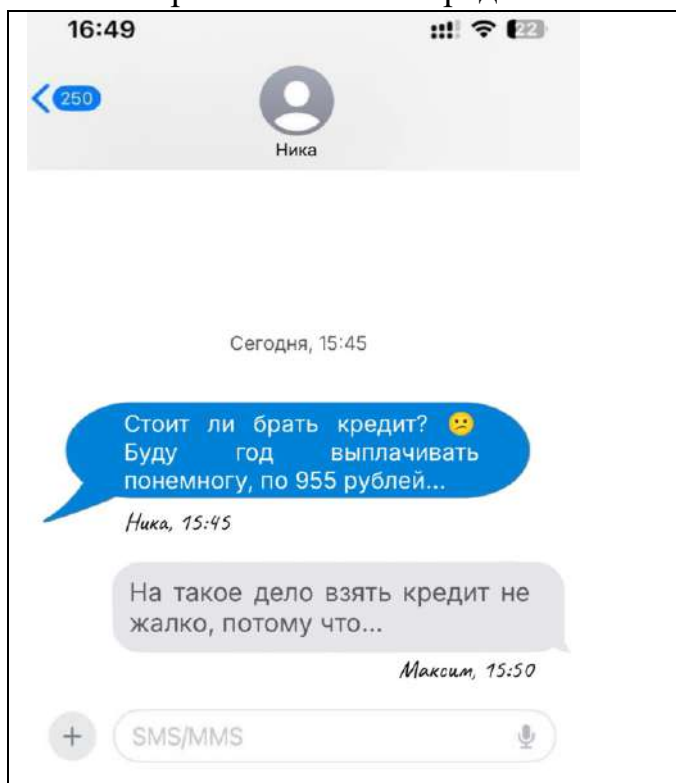 16:49
22
250
Ника
Сегодня, 15:45
Стоит ли брать кредит? 😕
Буду год выплачивать
понемногу, по 955 рублей...
Ника, 15:45
На такое дело взять кредит не
жалко, потому что...
Максим, 15:50
+ SMS/MMS